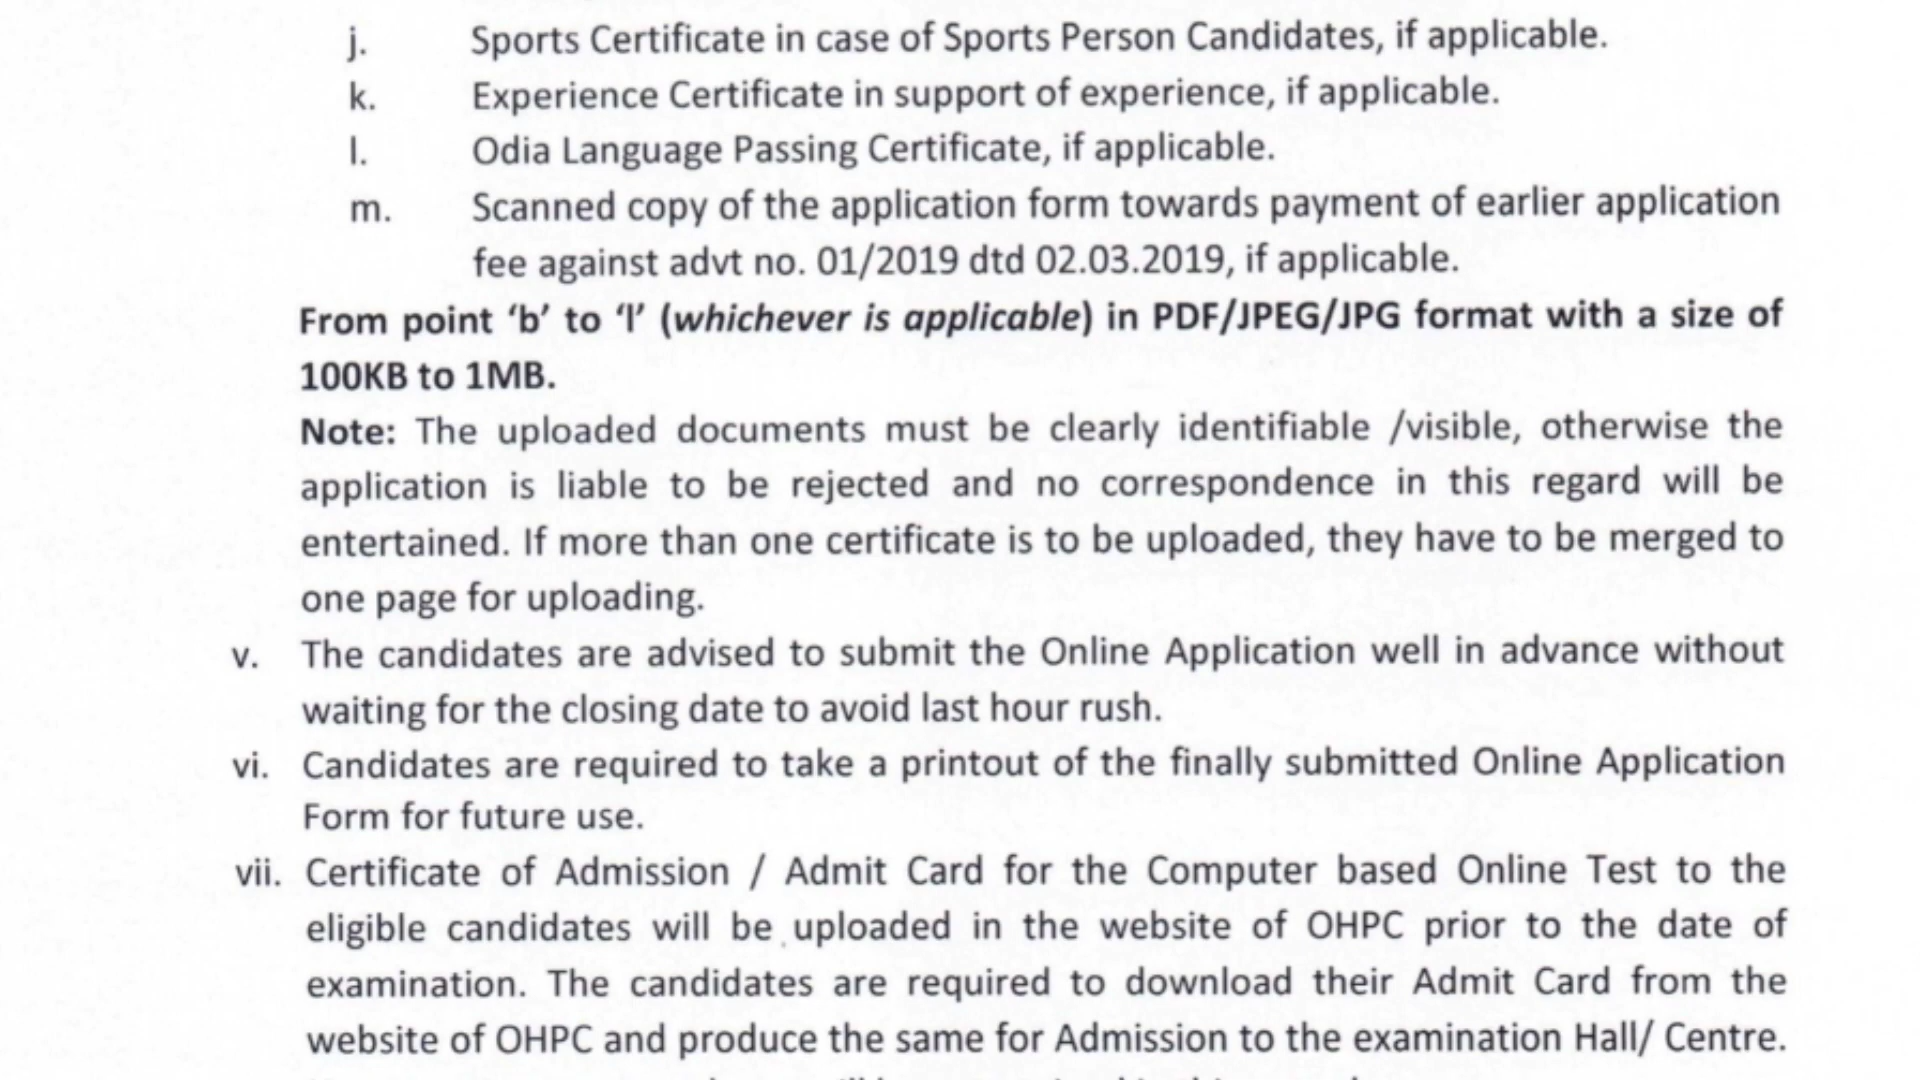 j. Sports Certificate in case of Sports Person Candidates, if applicable.
k. Experience Certificate in support of experience, if applicable.
l. Odia Language Passing Certificate, if applicable.
m. Scanned copy of the application form towards payment of earlier application
fee against advt no. 01/2019 dtd 02.03.2019, if applicable.
From point ‘b’ to ‘l’ (whichever is applicable) in PDF/JPEG/JPG format with a size of
100KB to 1MB.
Note: The uploaded documents must be clearly identifiable /visible, otherwise the
application is liable to be rejected and no correspondence in this regard will be
entertained. If more than one certificate is to be uploaded, they have to be merged to
one page for uploading.
v. The candidates are advised to submit the Online Application well in advance without
waiting for the closing date to avoid last hour rush.
vi. Candidates are required to take a printout of the finally submitted Online Application
Form for future use.
vii. Certificate of Admission / Admit Card for the Computer based Online Test to the
eligible candidates will be uploaded in the website of OHPC prior to the date of
examination. The candidates are required to download their Admit Card from the
website of OHPC and produce the same for Admission to the examination Hall/ Centre.